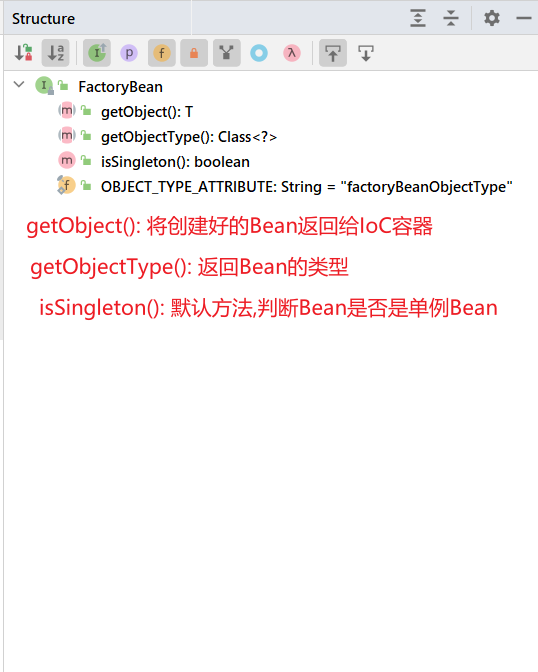 Structure
FactoryBean
getObject(): T
getObjectType(): Class<?>
isSingleton(): boolean
OBJECT_TYPE_ATTRIBUTE: String = "factoryBeanObjectType"
getObject(): 将创建好的Bean返回给IoC容器
getObjectType(): 返回Bean的类型
isSingleton(): 默认方法,判断Bean是否是单例Bean